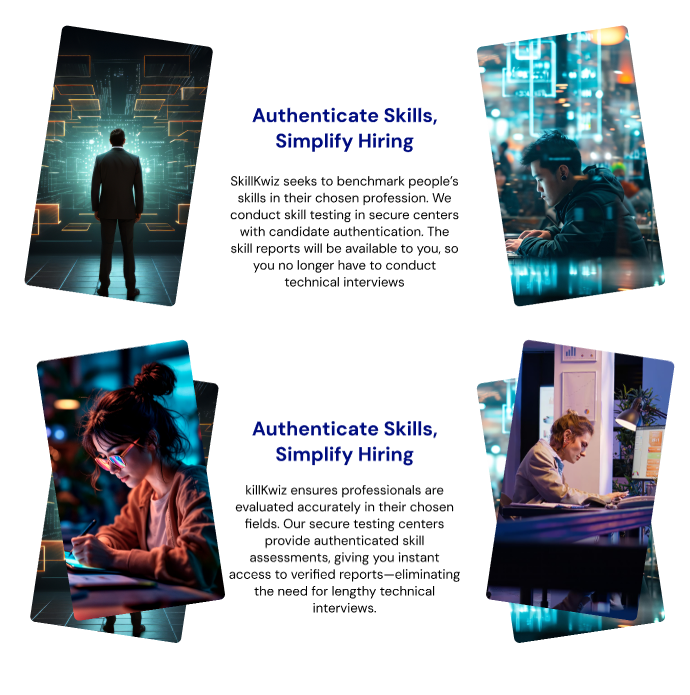 Authenticate Skills,
Simplify Hiring
SkillKwiz seeks to benchmark people's
skills in their chosen profession. We
conduct skill testing in secure centers
with candidate authentication. The
skill reports will be available to you, so
you no longer have to conduct
technical interviews
Authenticate Skills,
Simplify Hiring
killKwiz ensures professionals are
evaluated accurately in their chosen
fields. Our secure testing centers
provide authenticated skill
assessments, giving you instant
access to verified reports—eliminating
the need for lengthy technical
interviews.